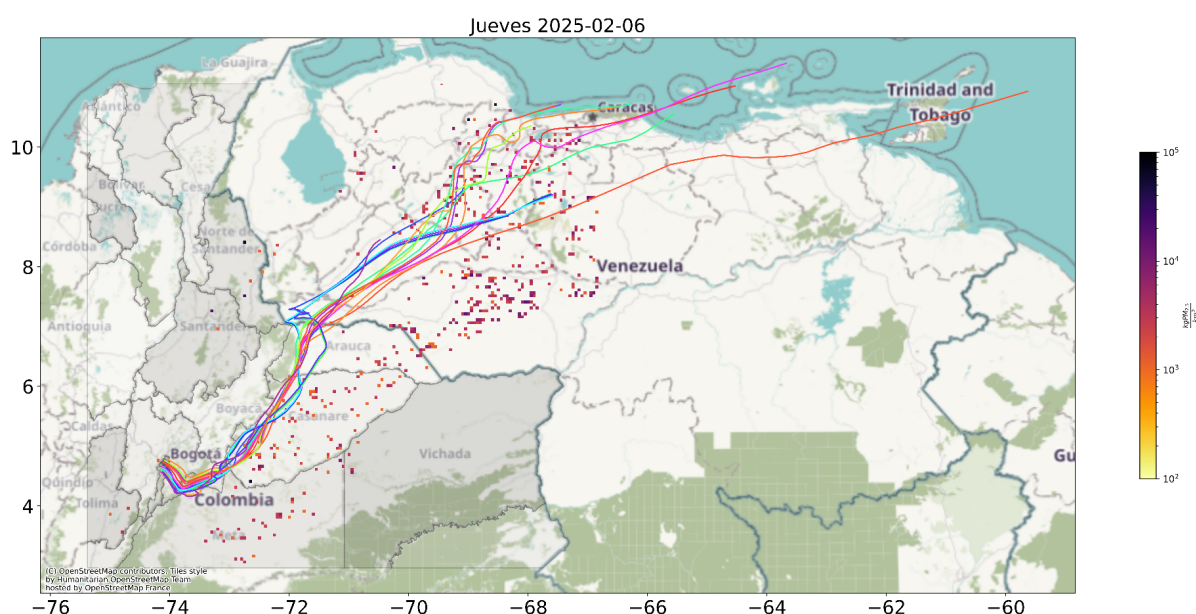 Jueves 2025-02-06
La Guajira
Atlántico
Trinidad and
Tobago
Caracas
10
Bolívar
Cesar
Sucre
Norte de
Santander
Córdoba
8
Venezuela
Antioquia
Santander
Arauca
6
Boyacá
Casanare
Caldas
Bogotá
Vichada
Gu
Quindío
Colombia
Tolima
4
Meta
(C) OpenStreetMap contributors, Tiles style
by Humanitarian OpenStreetMap Team
hosted by OpenStreetMap France
−76 −74 −72 −70 −68 −66 −64 −62 −60
10⁵
10⁴
10³
10²
kgPM₂.₅
km²